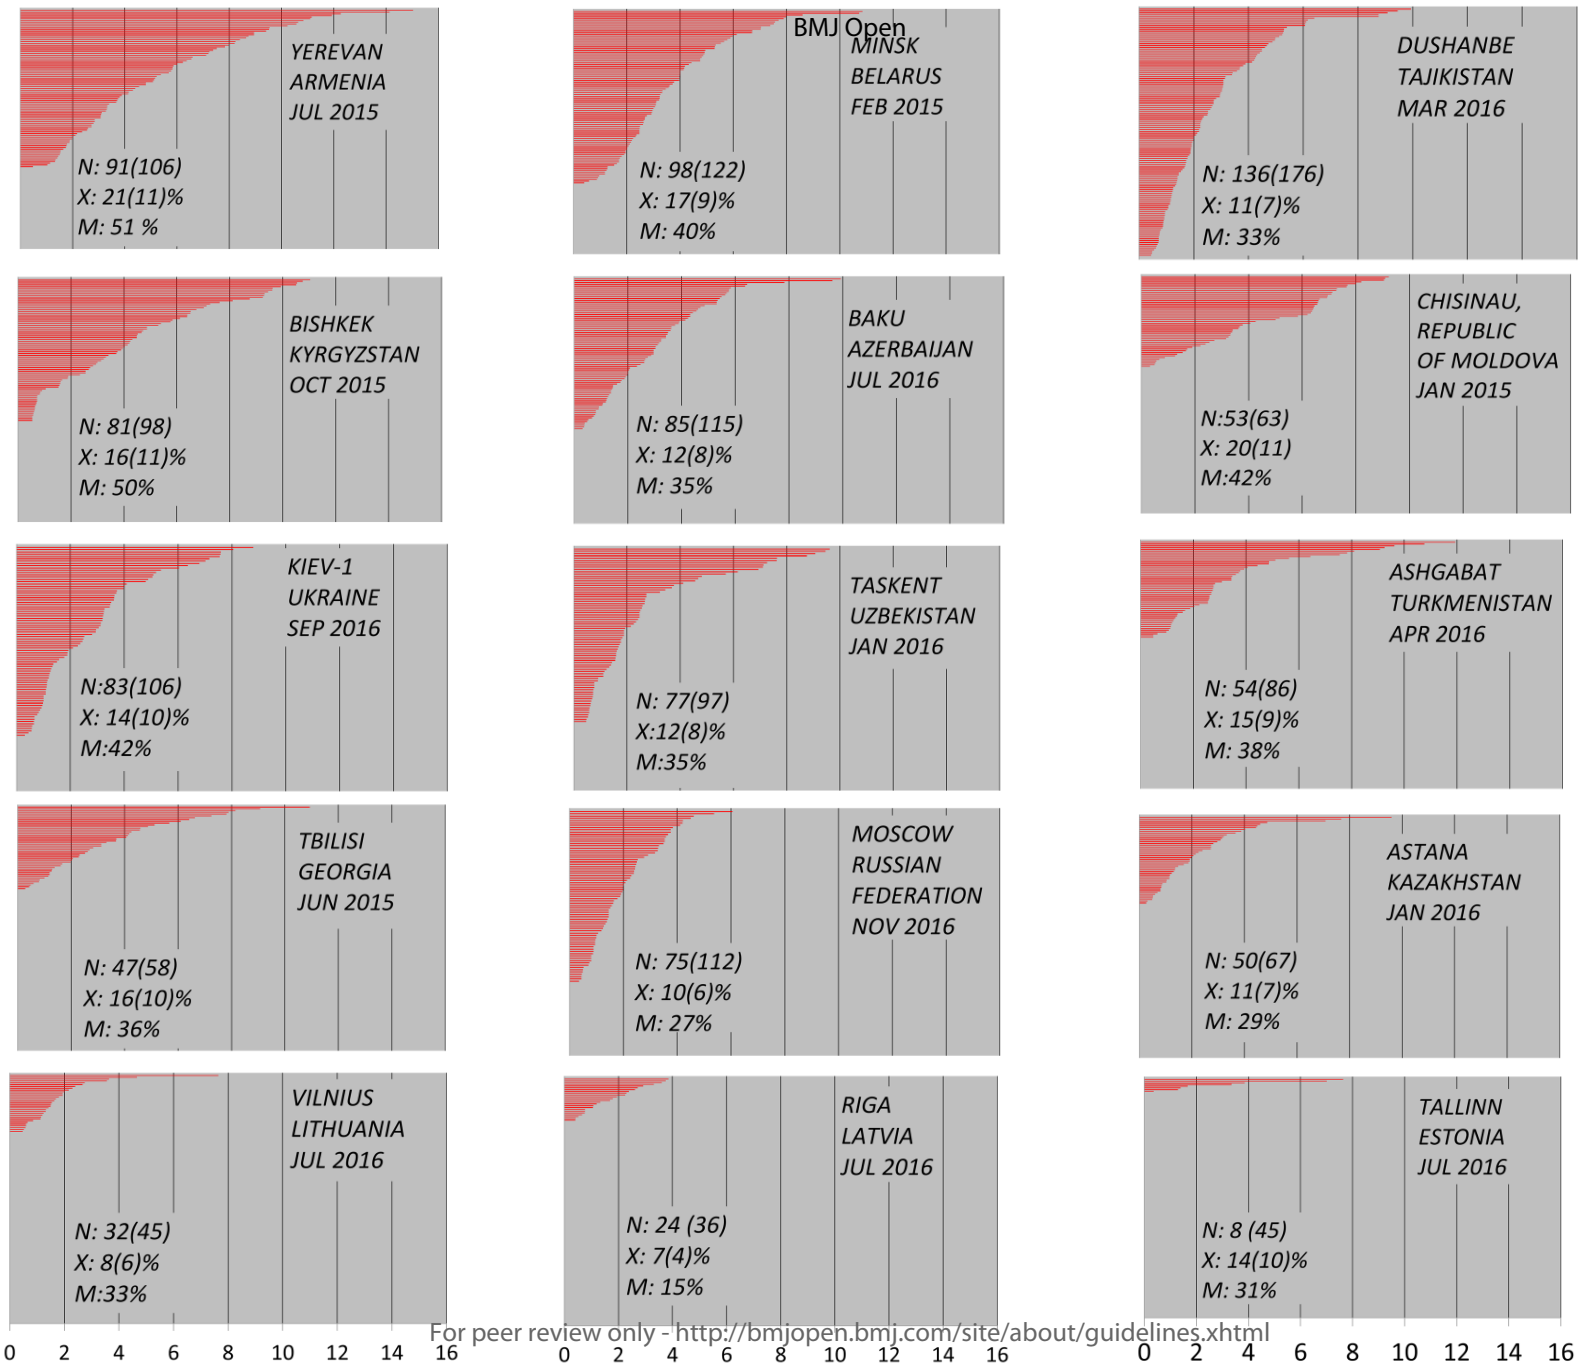 BMJ Open
YEREVAN
ARMENIA
JUL 2015
N: 91(106)
X: 21(11)%
M: 51 %
MINSK
BELARUS
FEB 2015
N: 98(122)
X: 17(9)%
M: 40%
DUSHANBE
TAJIKISTAN
MAR 2016
N: 136(176)
X: 11(7)%
M: 33%
BISHKEK
KYRGYZSTAN
OCT 2015
N: 81(98)
X: 16(11)%
M: 50%
BAKU
AZERBAIJAN
JUL 2016
N: 85(115)
X: 12(8)%
M: 35%
CHISINAU,
REPUBLIC
OF MOLDOVA
JAN 2015
N:53(63)
X: 20(11)
M:42%
KIEV-1
UKRAINE
SEP 2016
N:83(106)
X: 14(10)%
M:42%
TASKENT
UZBEKISTAN
JAN 2016
N: 77(97)
X:12(8)%
M:35%
ASHGABAT
TURKMENISTAN
APR 2016
N: 54(86)
X: 15(9)%
M: 38%
TBILISI
GEORGIA
JUN 2015
N: 47(58)
X: 16(10)%
M: 36%
MOSCOW
RUSSIAN
FEDERATION
NOV 2016
N: 75(112)
X: 10(6)%
M: 27%
ASTANA
KAZAKHSTAN
JAN 2016
N: 50(67)
X: 11(7)%
M: 29%
VILNIUS
LITHUANIA
JUL 2016
N: 32(45)
X: 8(6)%
M:33%
RIGA
LATVIA
JUL 2016
N: 24 (36)
X: 7(4)%
M: 15%
TALLINN
ESTONIA
JUL 2016
N: 8 (45)
X: 14(10)%
M: 31%
For peer review only - http://bmjopen.bmj.com/site/about/guidelines.xhtml
0 2 4 6 8 10 12 14 16
0 2 4 6 8 10 12 14 16
0 2 4 6 8 10 12 14 16